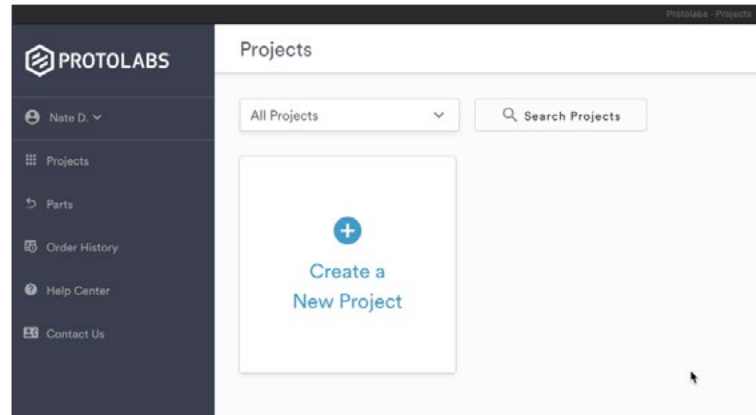 Protolabs - Projects
PROTOLABS
Projects
Nate D.
All Projects
Search Projects
Projects
Parts
Order History
Help Center
Contact Us
Create a
New Project